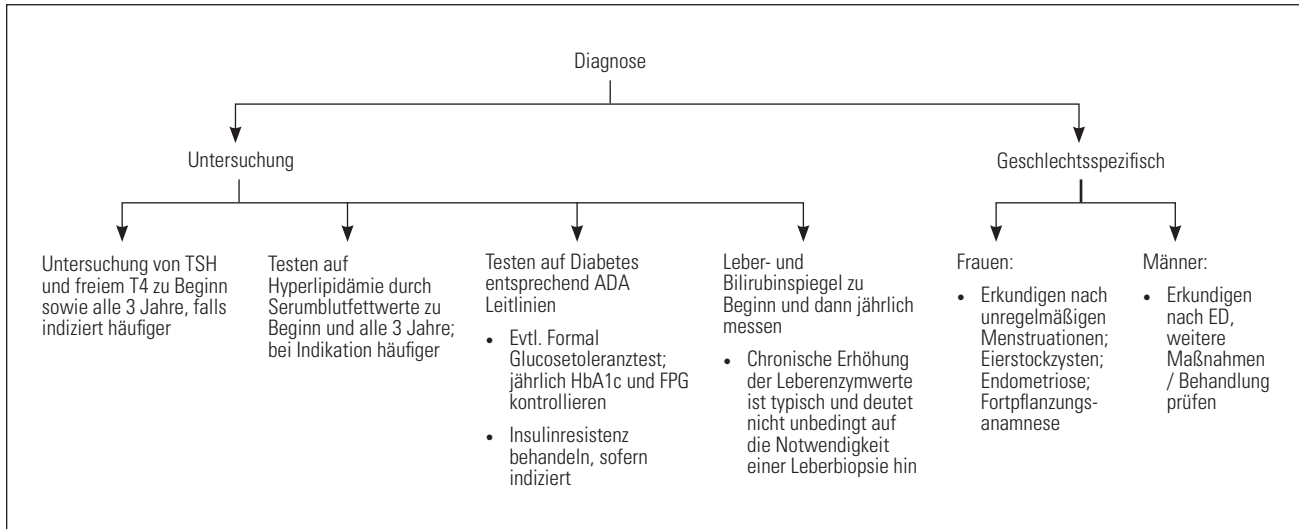 Diagnose
Untersuchung
Geschlechtsspezifisch
Untersuchung von TSH
und freiem T4 zu Beginn
sowie alle 3 Jahre, falls
indiziert häufiger
Testen auf
Hyperlipidämie durch
Serumblutfettwerte zu
Beginn und alle 3 Jahre;
bei Indikation häufiger
Testen auf Diabetes
entsprechend ADA
Leitlinien
• Evtl. Formal
Glucosetoleranztest;
jährlich HbA1c und FPG
kontrollieren
• Insulinresistenz
behandeln, sofern
indiziert
Leber- und
Bilirubinspiegel zu
Beginn und dann jährlich
messen
• Chronische Erhöhung
der Leberenzymwerte
ist typisch und deutet
nicht unbedingt auf
die Notwendigkeit
einer Leberbiopsie hin
Frauen:
• Erkundigen nach
unregelmäßigen
Menstruationen;
Eierstockzysten;
Endometriose;
Fortpflanzungs-
anamnese
Männer:
• Erkundigen
nach ED,
weitere
Maßnahmen
/ Behandlung
prüfen